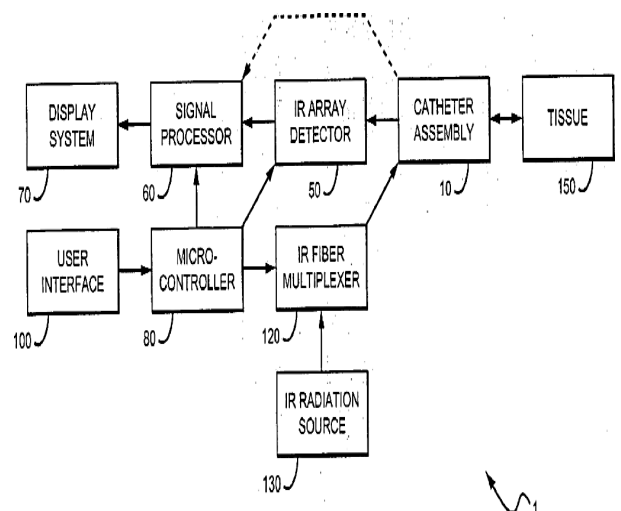 DISPLAY
SYSTEM
70
SIGNAL
PROCESSOR
60
IR ARRAY
DETECTOR
50
CATHETER
ASSEMBLY
10
TISSUE
150
USER
INTERFACE
100
MICRO-
CONTROLLER
80
IR FIBER
MULTIPLEXER
120
IR RADIATION
SOURCE
130
1